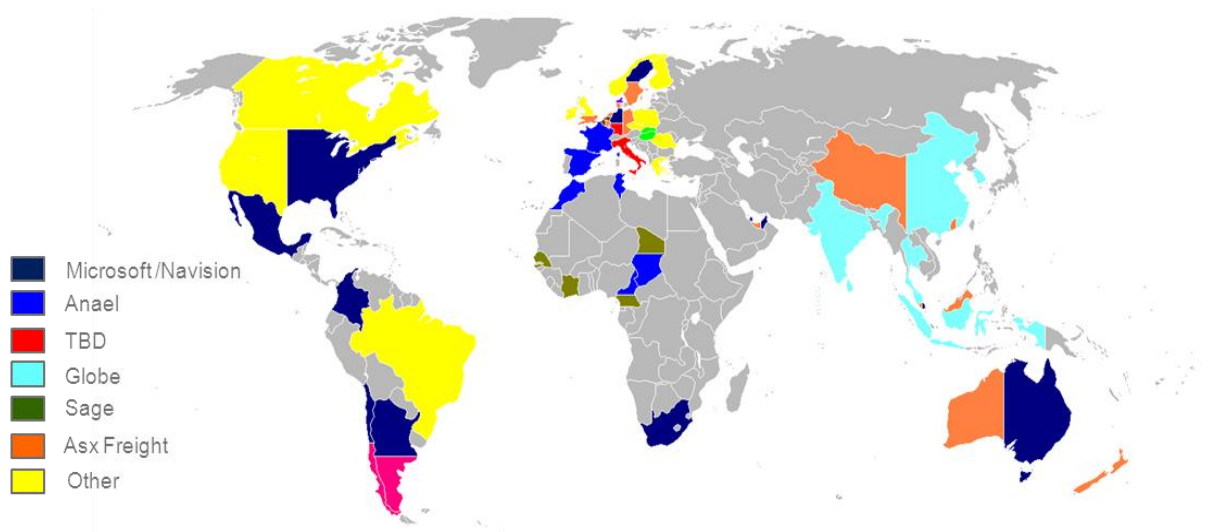 Microsoft/Navision
Anael
TBD
Globe
Sage
Asx Freight
Other